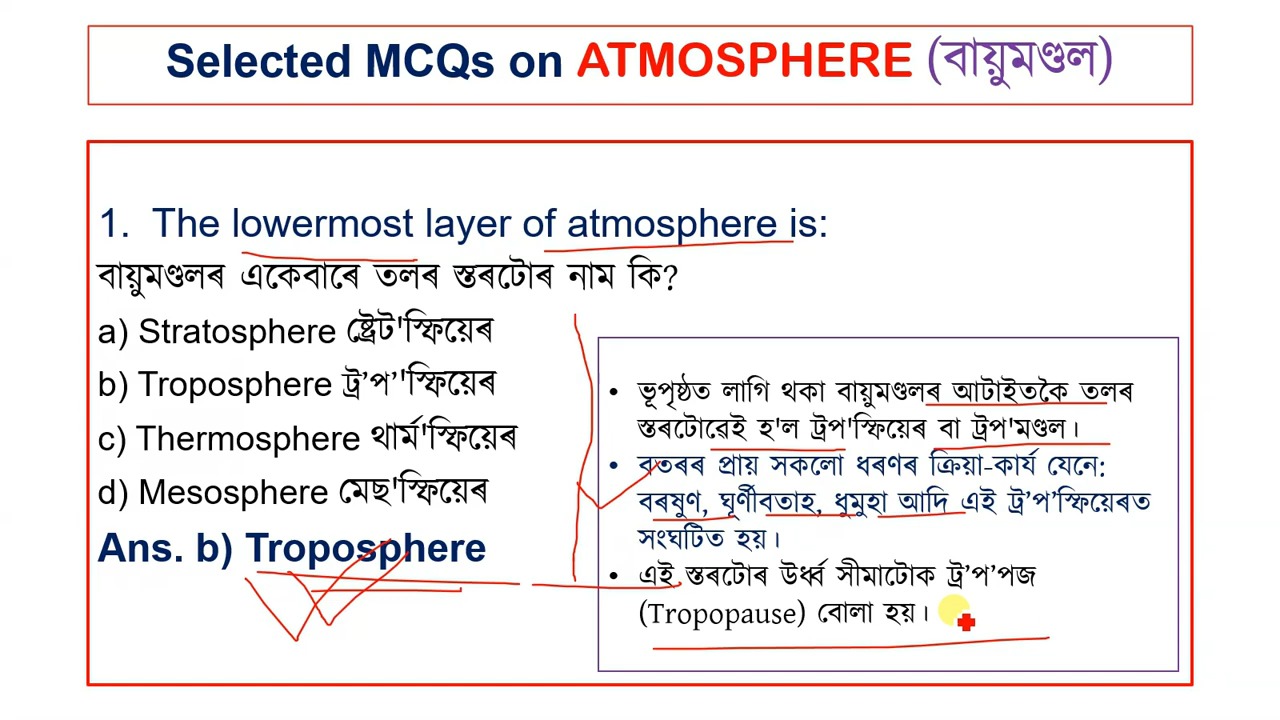 Selected MCQs on ATMOSPHERE (বায়ুমণ্ডল)
1. The lowermost layer of atmosphere is:
বায়ুমণ্ডলৰ একেবাৰে তলৰ স্তৰটোৰ নাম কি?
a) Stratosphere ষ্ট্ৰেট'স্ফিয়েৰ
b) Troposphere ট্ৰ’প’'স্ফিয়েৰ
c) Thermosphere থাৰ্ম'স্ফিয়েৰ
d) Mesosphere মেছ'স্ফিয়েৰ
Ans. b) Troposphere
• ভূপৃষ্ঠত লাগি থকা বায়ুমণ্ডলৰ আটাইতকৈ তলৰ
স্তৰটোৱেই হ'ল ট্ৰপ'স্ফিয়েৰ বা ট্ৰপ'মণ্ডল।
• বতৰৰ প্ৰায় সকলো ধৰণৰ ক্ৰিয়া-কাৰ্য যেনে:
বৰষুণ, ঘূৰ্ণীবতাহ, ধুমুহা আদি এই ট্ৰ’প’স্ফিয়েৰত
সংঘটিত হয়।
• এই স্তৰটোৰ উৰ্ধ্ব সীমাটোক ট্ৰ’প’পজ
(Tropopause) বোলা হয়।